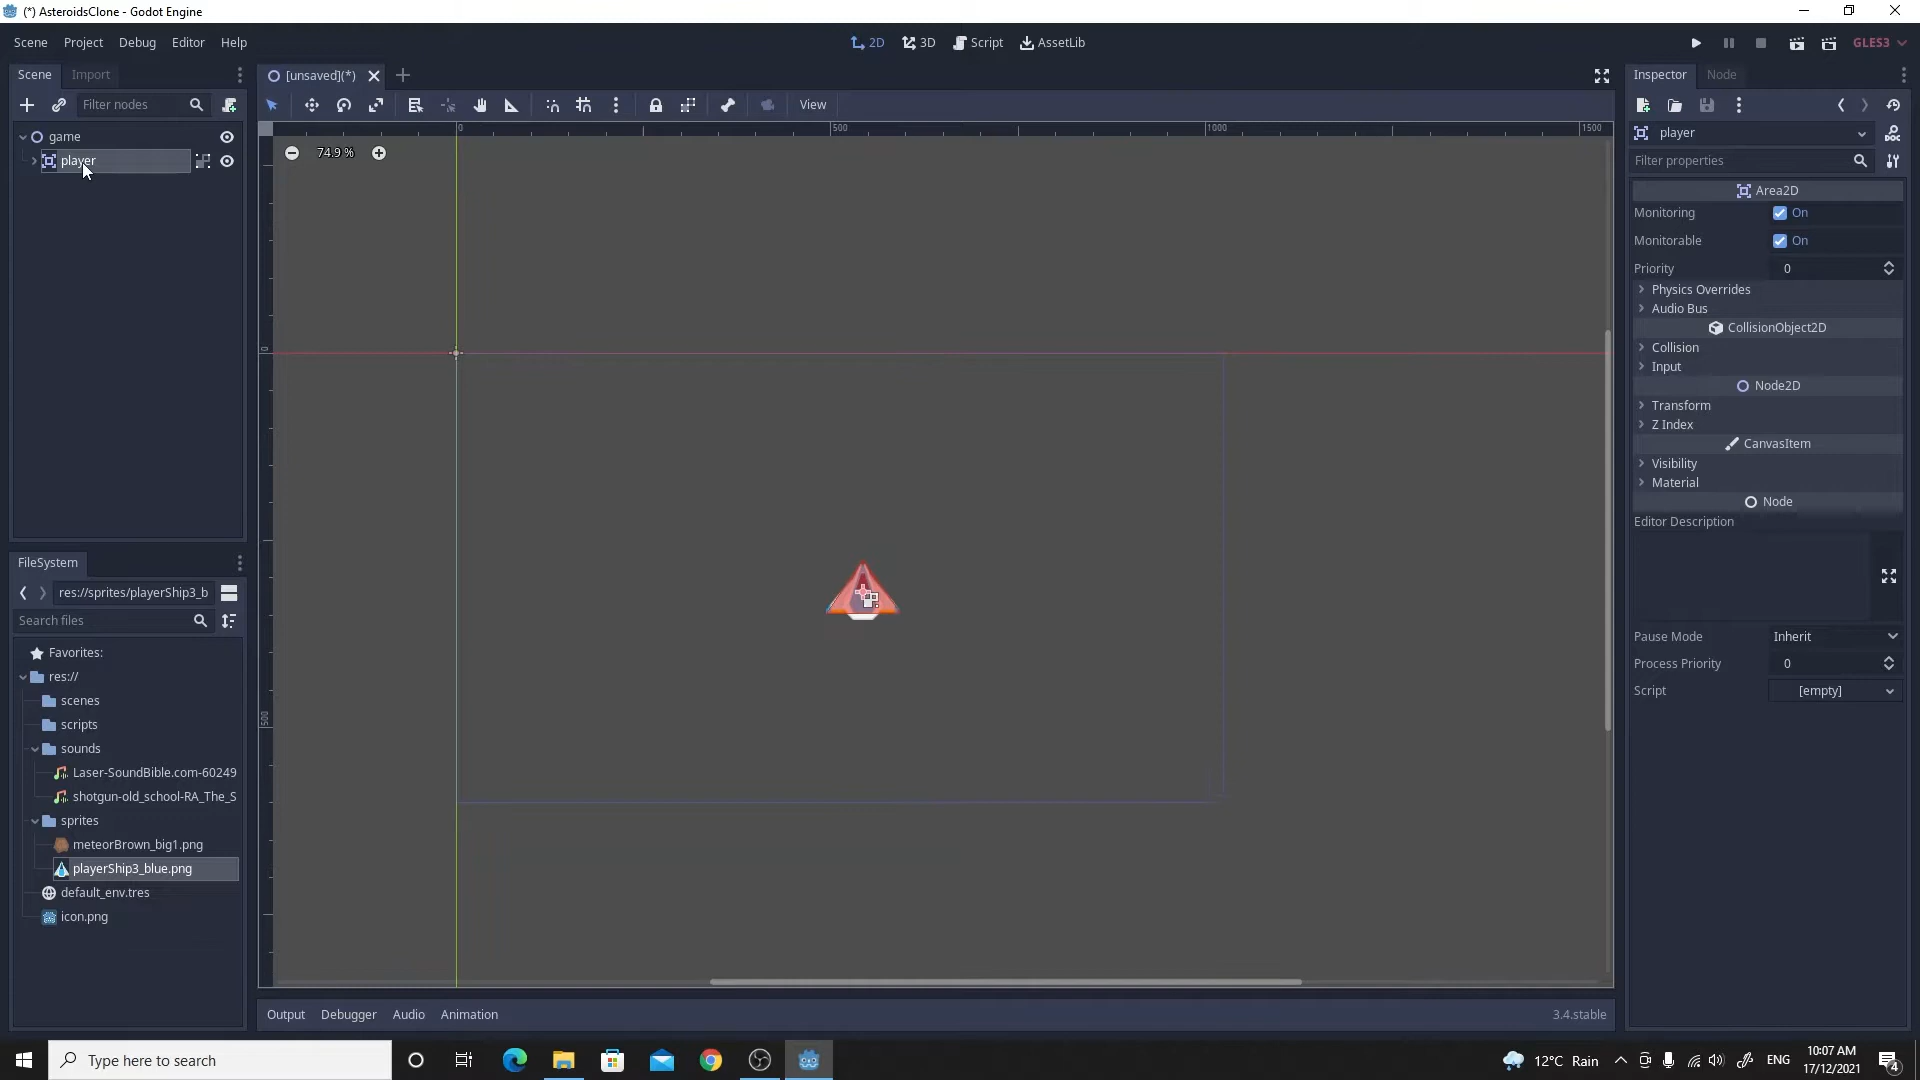 (*) AsteroidsClone - Godot Engine
Scene Project Debug Editor Help
2D 3D Script AssetLib
GLES3
Scene Import
[unsaved](*)
Inspector Node
Filter nodes
View
game
player
74.9 %
0 500 1000 1500
0
500
player
Filter properties
Area2D
Monitoring On
Monitorable On
Priority 0
Physics Overrides
Audio Bus
CollisionObject2D
Collision
Input
Node2D
Transform
Z Index
CanvasItem
Visibility
Material
Node
Editor Description
Pause Mode Inherit
Process Priority 0
Script [empty]
FileSystem
res://sprites/playerShip3_b
Search files
Favorites:
res://
scenes
scripts
sounds
Laser-SoundBible.com-60249
shotgun-old_school-RA_The_S
sprites
meteorBrown_big1.png
playerShip3_blue.png
default_env.tres
icon.png
Output Debugger Audio Animation
3.4.stable
Type here to search
12°C Rain
ENG
10:07 AM
17/12/2021
4